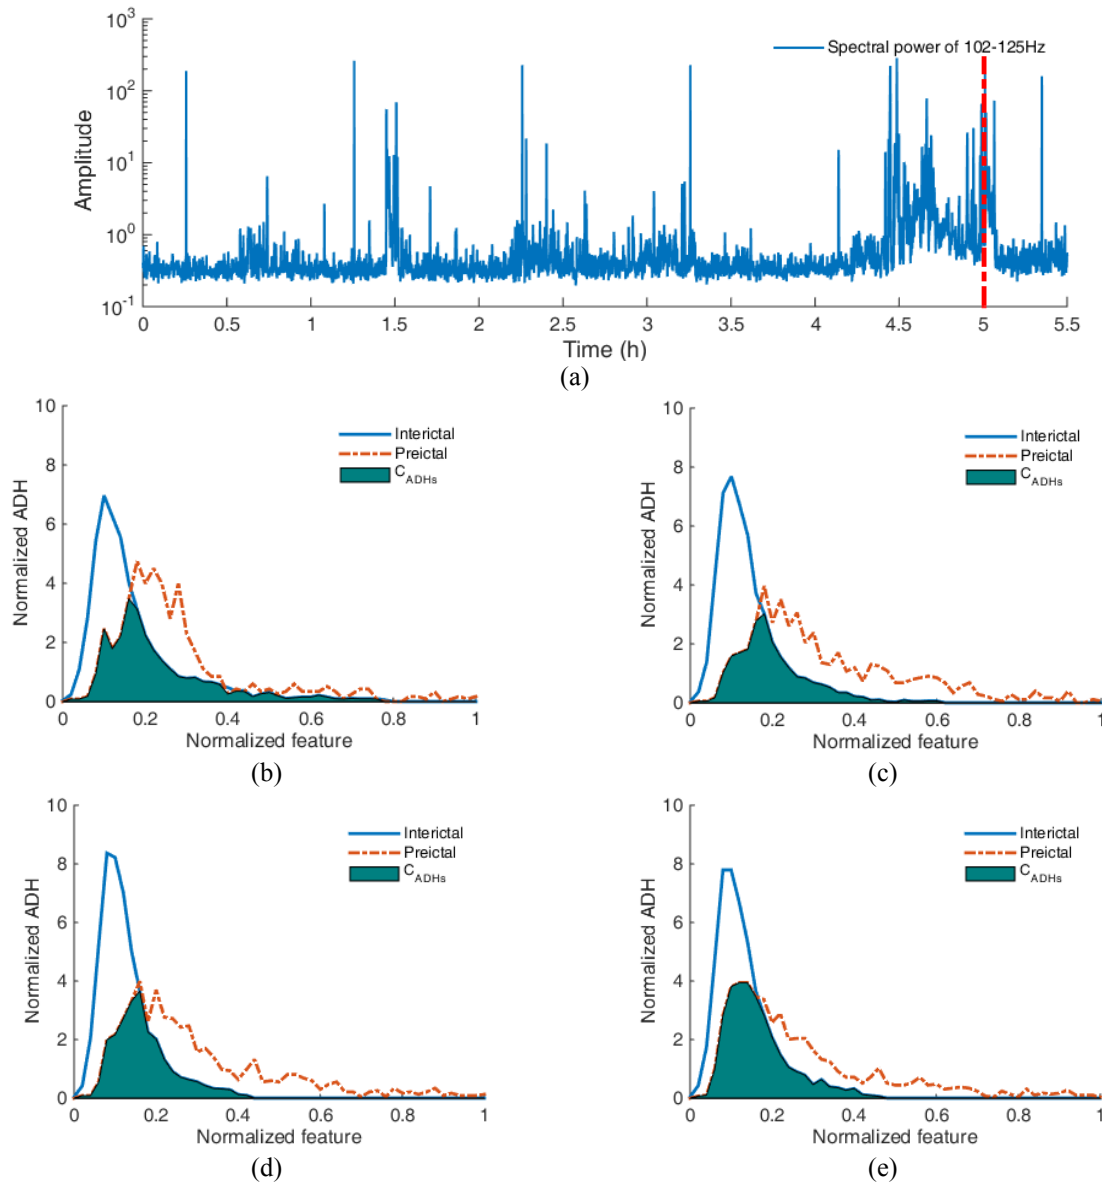 10^3
10^2
10^1
10^0
10^-1
Amplitude
Spectral power of 102-125Hz
0 0.5 1 1.5 2 2.5 3 3.5 4 4.5 5 5.5
Time (h)
(a)
10
8
6
4
2
0
Normalized ADH
Interictal
Preictal
C_ADHs
0 0.2 0.4 0.6 0.8 1
Normalized feature
(b)
10
8
6
4
2
0
Normalized ADH
Interictal
Preictal
C_ADHs
0 0.2 0.4 0.6 0.8 1
Normalized feature
(c)
10
8
6
4
2
0
Normalized ADH
Interictal
Preictal
C_ADHs
0 0.2 0.4 0.6 0.8 1
Normalized feature
(d)
10
8
6
4
2
0
Normalized ADH
Interictal
Preictal
C_ADHs
0 0.2 0.4 0.6 0.8 1
Normalized feature
(e)